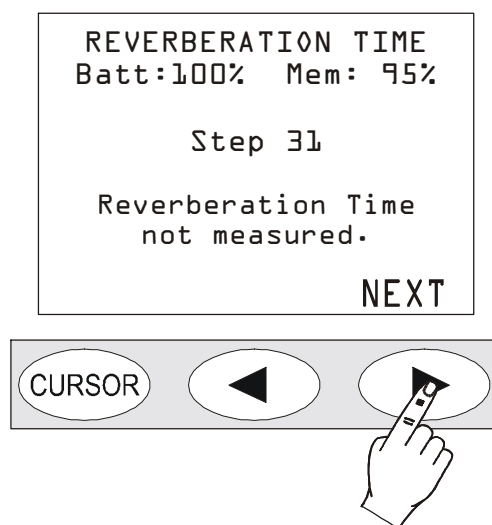 REVERBERATION TIME
Batt:100% Mem: 95%
Step 31
Reverberation Time
not measured.
NEXT
CURSOR